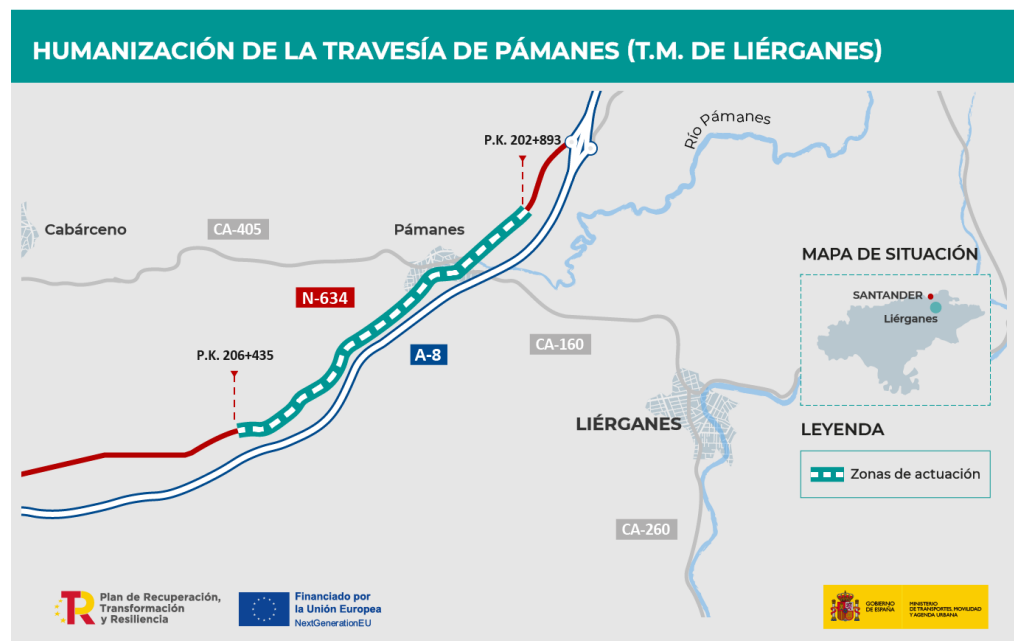 HUMANIZACIÓN DE LA TRAVESÍA DE PÁMANES (T.M. DE LIÉRGANES)
Río Pámanes
P.K. 202+893
Cabárceno
CA-405
Pámanes
MAPA DE SITUACIÓN
SANTANDER
Liérganes
N-634
A-8
CA-160
P.K. 206+435
LIÉRGANES
LEYENDA
Zonas de actuación
CA-260
Plan de Recuperación,
Transformación
y Resiliencia
Financiado por
la Unión Europea
NextGenerationEU
GOBIERNO
DE ESPAÑA
MINISTERIO
DE TRANSPORTES, MOVILIDAD
Y AGENDA URBANA